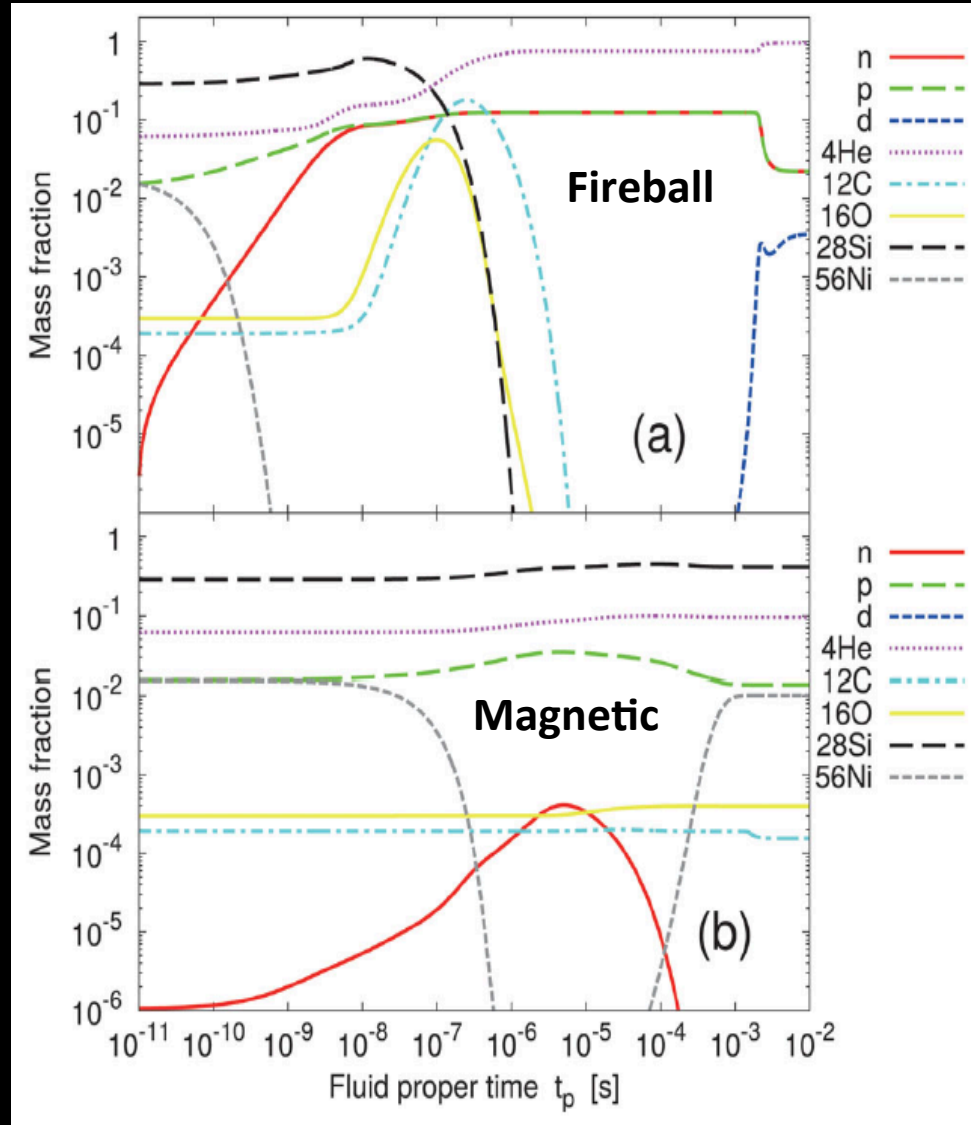 1
10-1
10-2
10-3
10-4
10-5
Mass fraction
Fireball
(a)
n
p
d
4He
12C
16O
28Si
56Ni
1
10-1
10-2
10-3
10-4
10-5
10-6
Mass fraction
Magnetic
(b)
n
p
d
4He
12C
16O
28Si
56Ni
10-11 10-10 10-9 10-8 10-7 10-6 10-5 10-4 10-3 10-2
Fluid proper time tp [s]